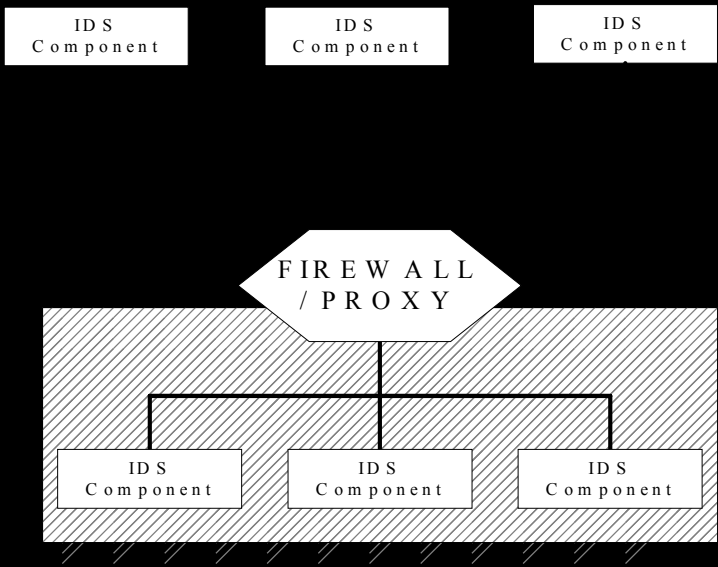 IDS
Component
IDS
Component
IDS
Component
FIREWALL
/ PROXY
IDS
Component
IDS
Component
IDS
Component